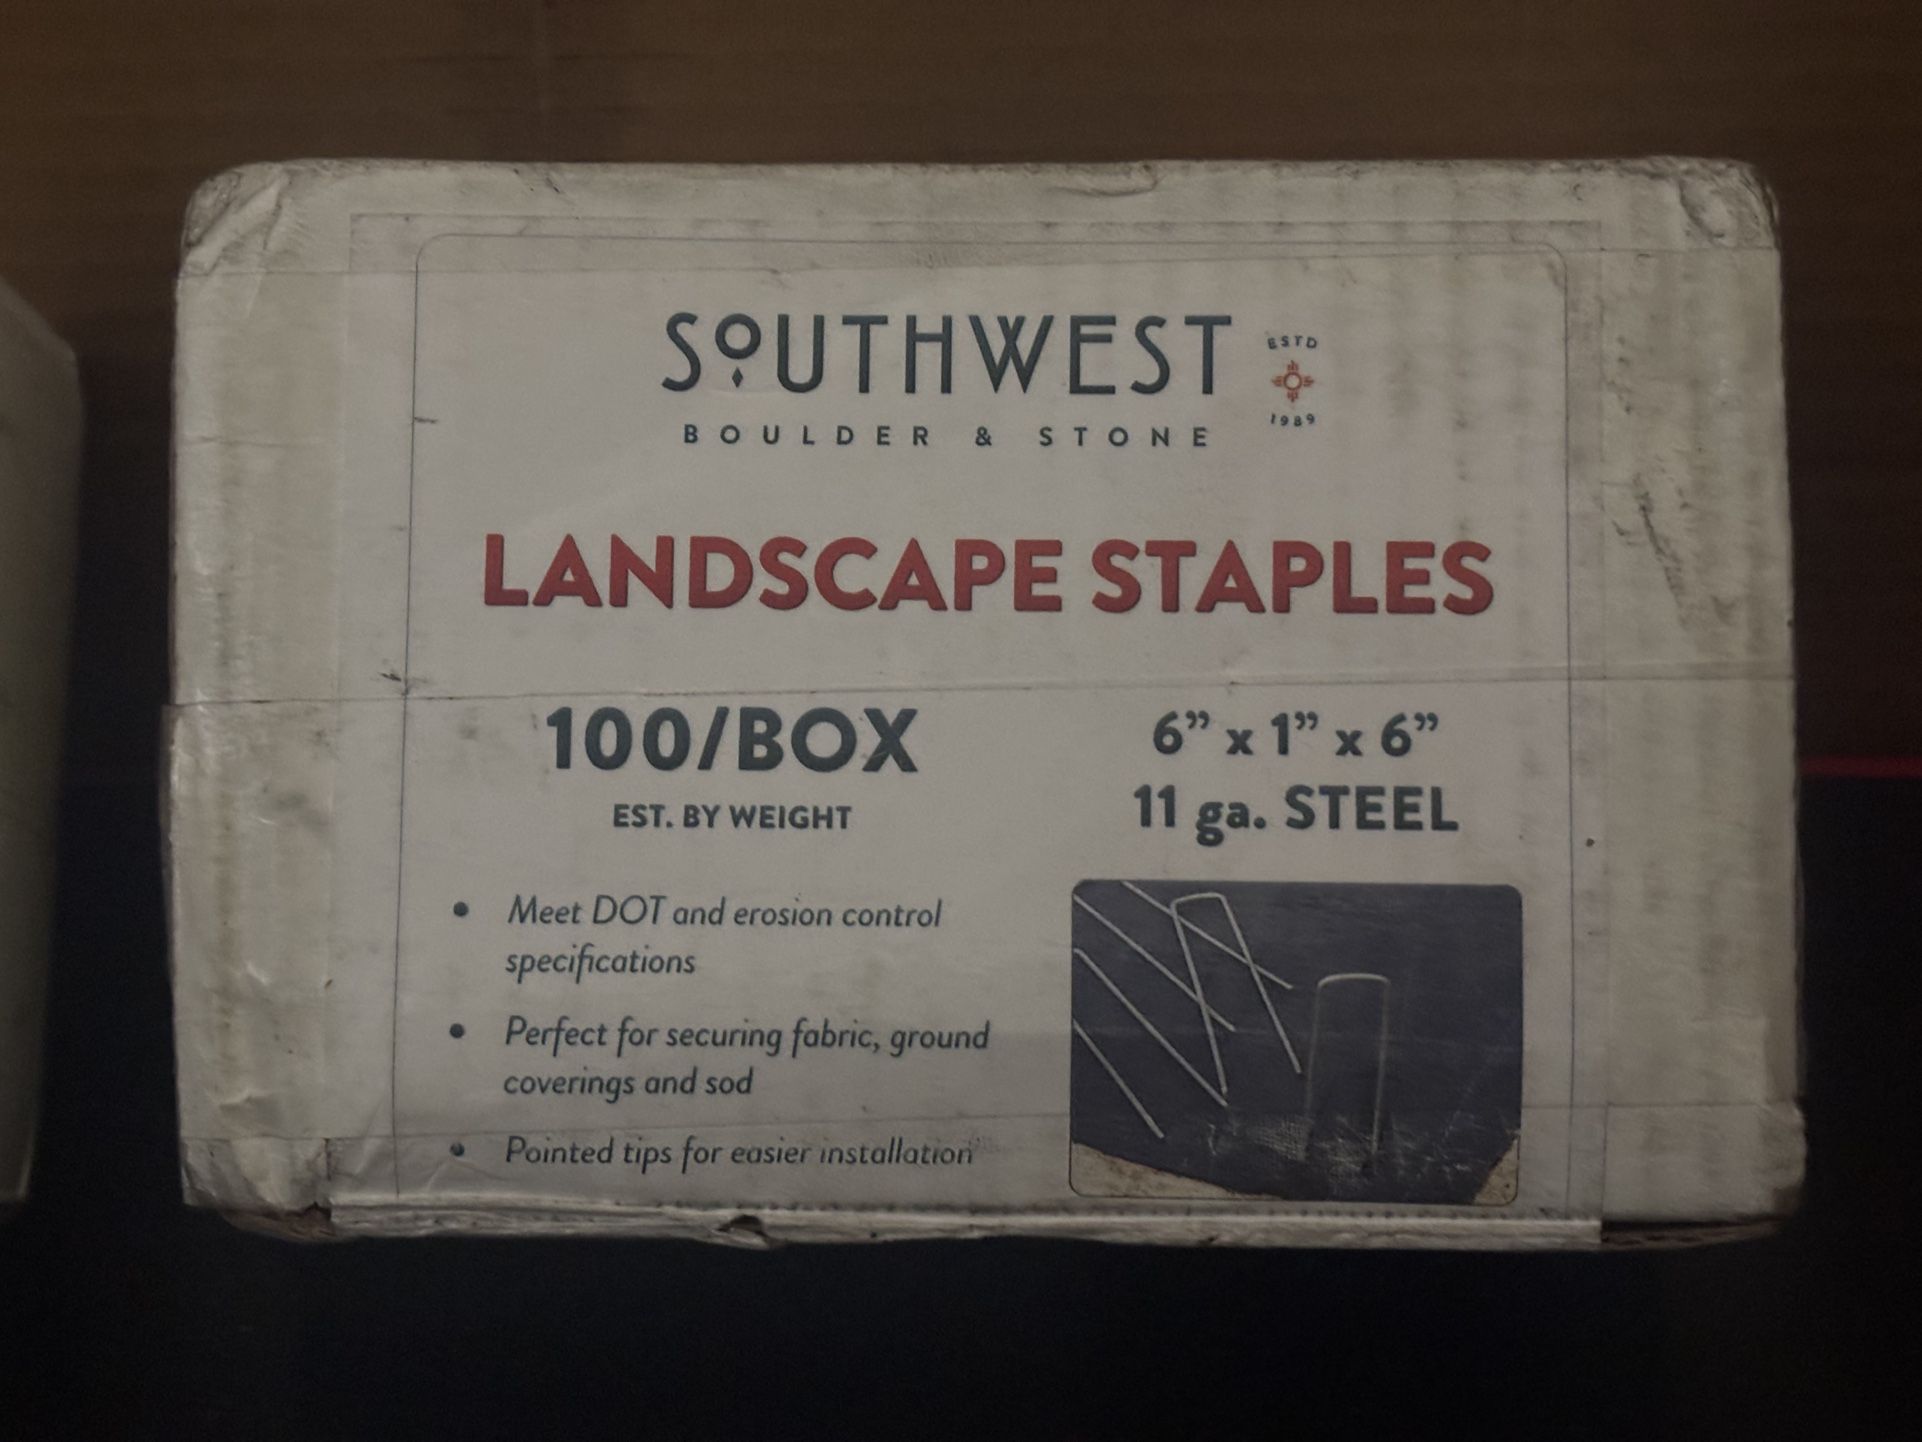 SOUTHWEST
BOULDER & STONE
ESTD
1989
LANDSCAPE STAPLES
100/BOX
EST. BY WEIGHT
6” x 1” x 6”
11 ga. STEEL
• Meet DOT and erosion control
specifications
• Perfect for securing fabric, ground
coverings and sod
• Pointed tips for easier installation